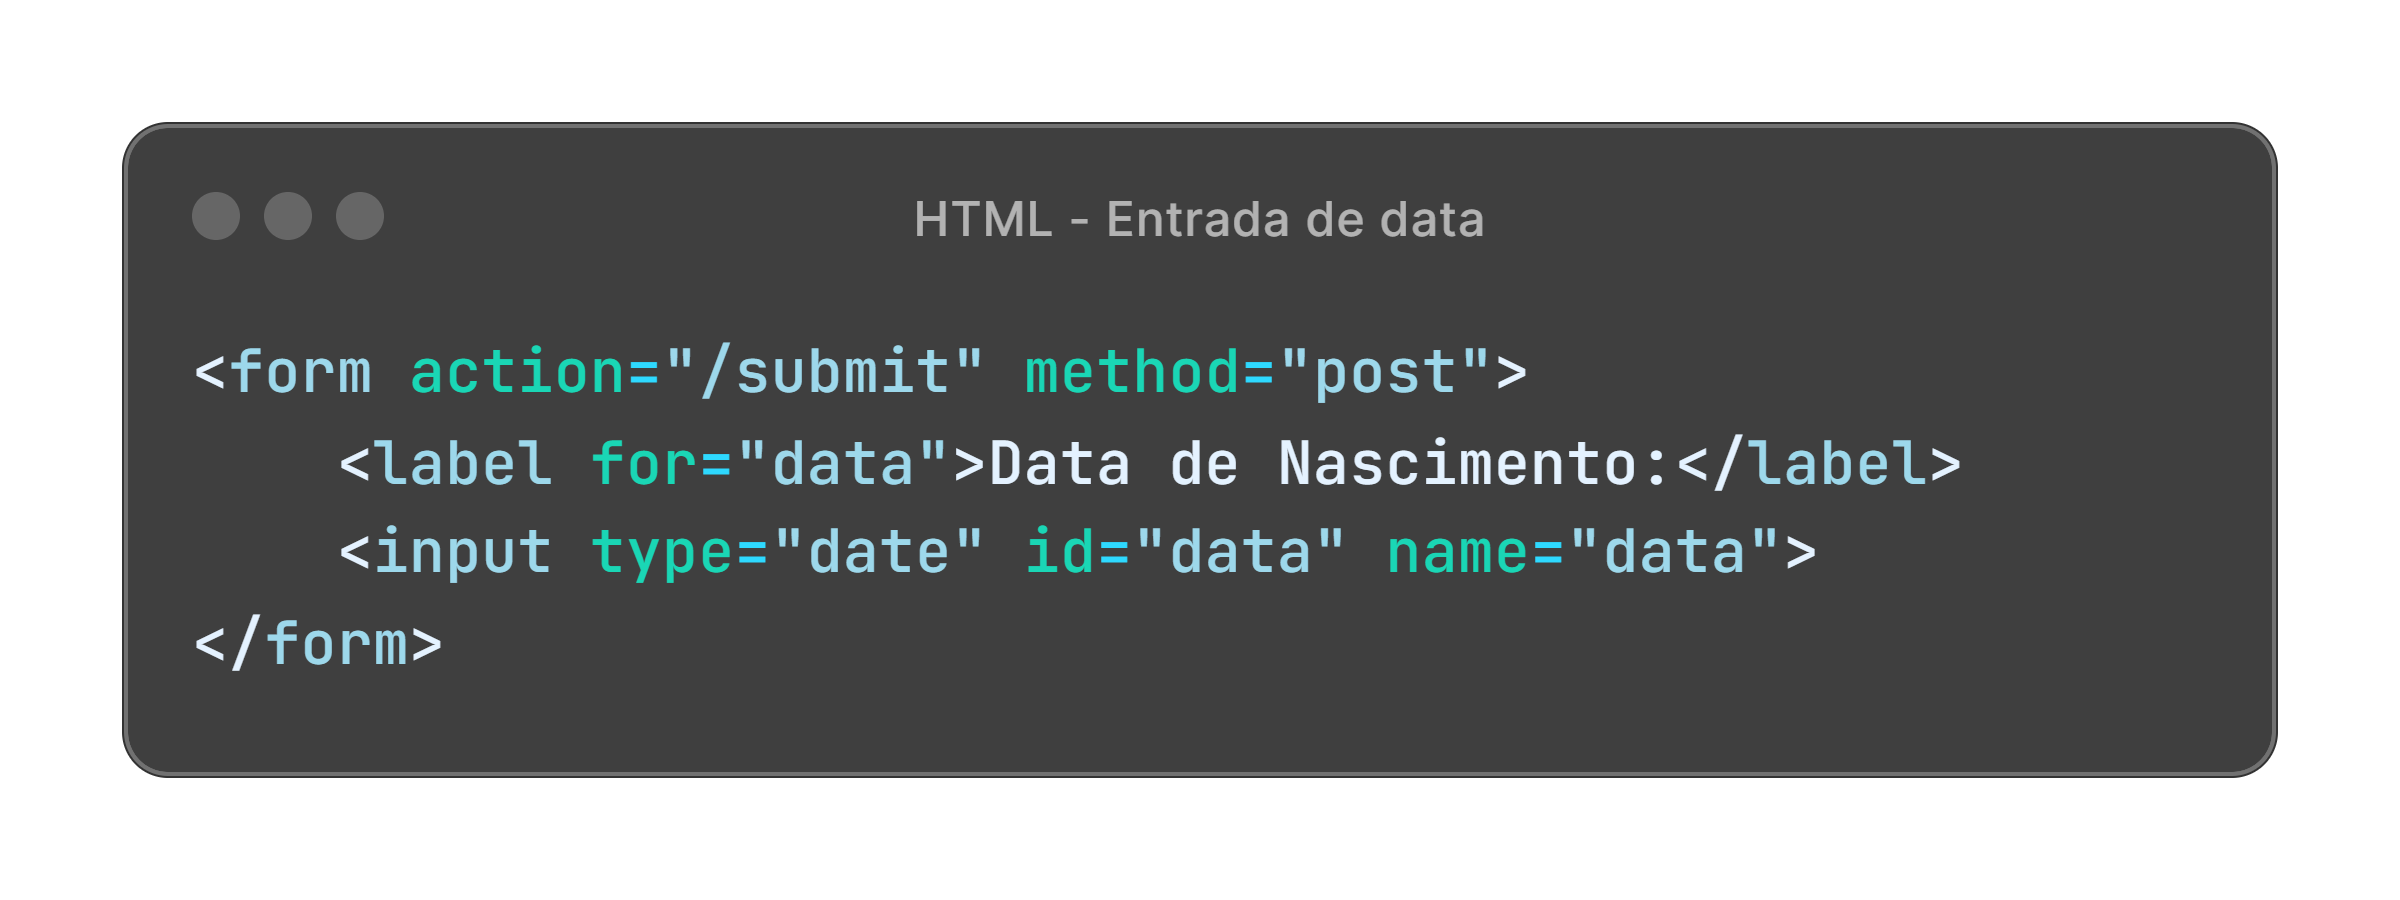 HTML - Entrada de data
<form action="/submit" method="post">
    <label for="data">Data de Nascimento:</label>
    <input type="date" id="data" name="data">
</form>